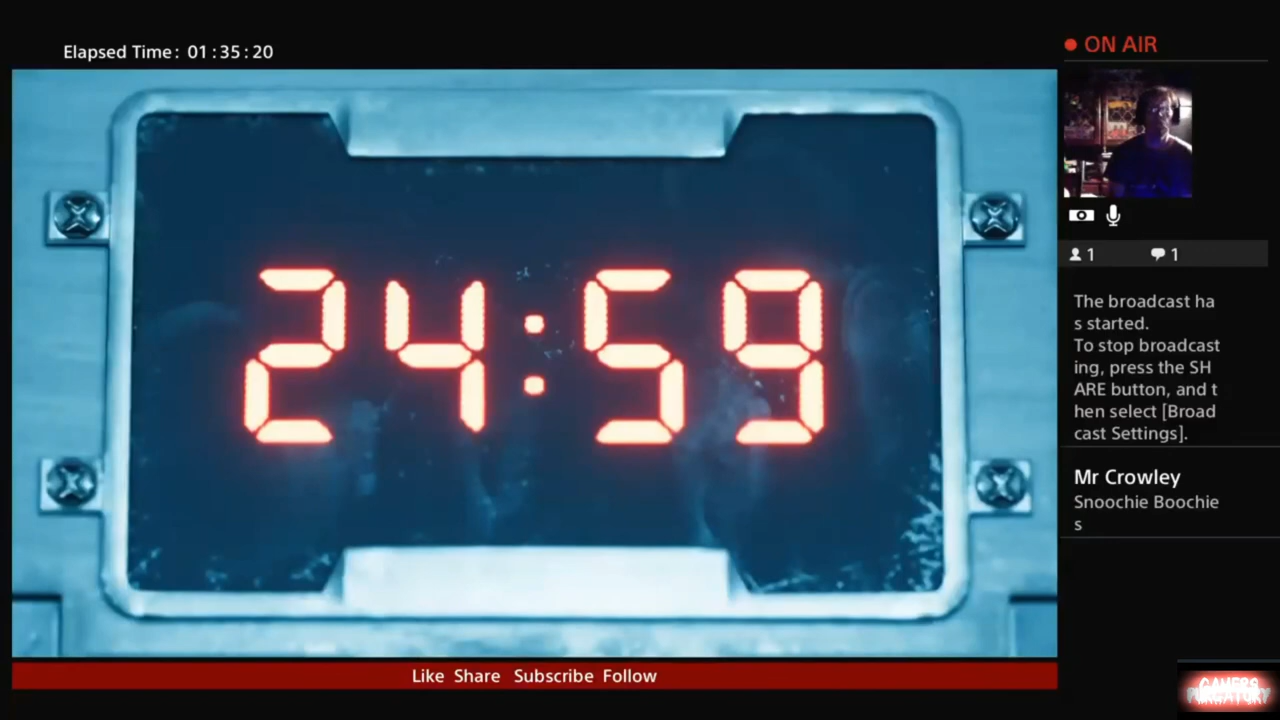 Elapsed Time: 01:35:20
ON AIR
24:59
1 1
The broadcast ha
s started.
To stop broadcast
ing, press the SH
ARE button, and t
hen select [Broad
cast Settings].
Mr Crowley
Snoochie Boochie
s
Like Share Subscribe Follow
GAMERS
PURGATORY